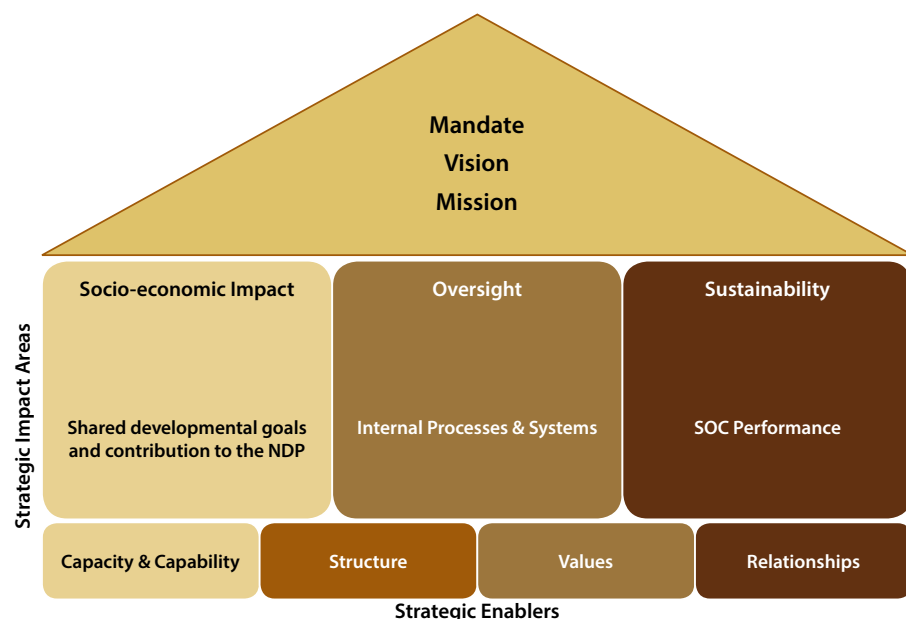 Mandate
Vision
Mission
Strategic Impact Areas
Socio-economic Impact
Shared developmental goals
and contribution to the NDP
Oversight
Internal Processes & Systems
Sustainability
SOC Performance
Capacity & Capability
Structure
Values
Relationships
Strategic Enablers